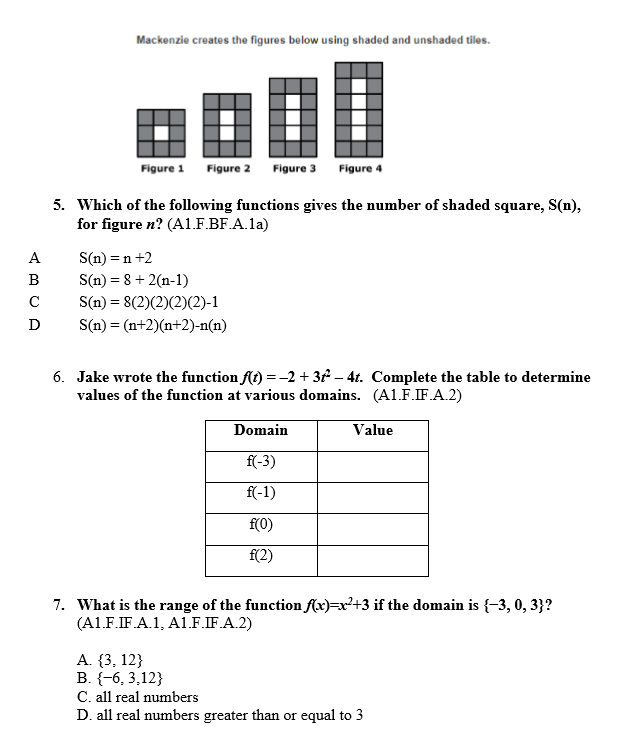 Mackenzie creates the figures below using shaded and unshaded tiles.
Figure 1 Figure 2 Figure 3 Figure 4
5. Which of the following functions gives the number of shaded square, S(n),
for figure n? (A1.F.BF.A.1a)
A S(n) = n +2
B S(n) = 8 + 2(n-1)
C S(n) = 8(2)(2)(2)(2)-1
D S(n) = (n+2)(n+2)-n(n)
6. Jake wrote the function f(t) = –2 + 3t² – 4t. Complete the table to determine
values of the function at various domains. (A1.F.IF.A.2)
Domain Value
f(-3)
f(-1)
f(0)
f(2)
7. What is the range of the function f(x)=x²+3 if the domain is {−3, 0, 3}?
(A1.F.IF.A.1, A1.F.IF.A.2)
A. {3, 12}
B. {−6, 3,12}
C. all real numbers
D. all real numbers greater than or equal to 3